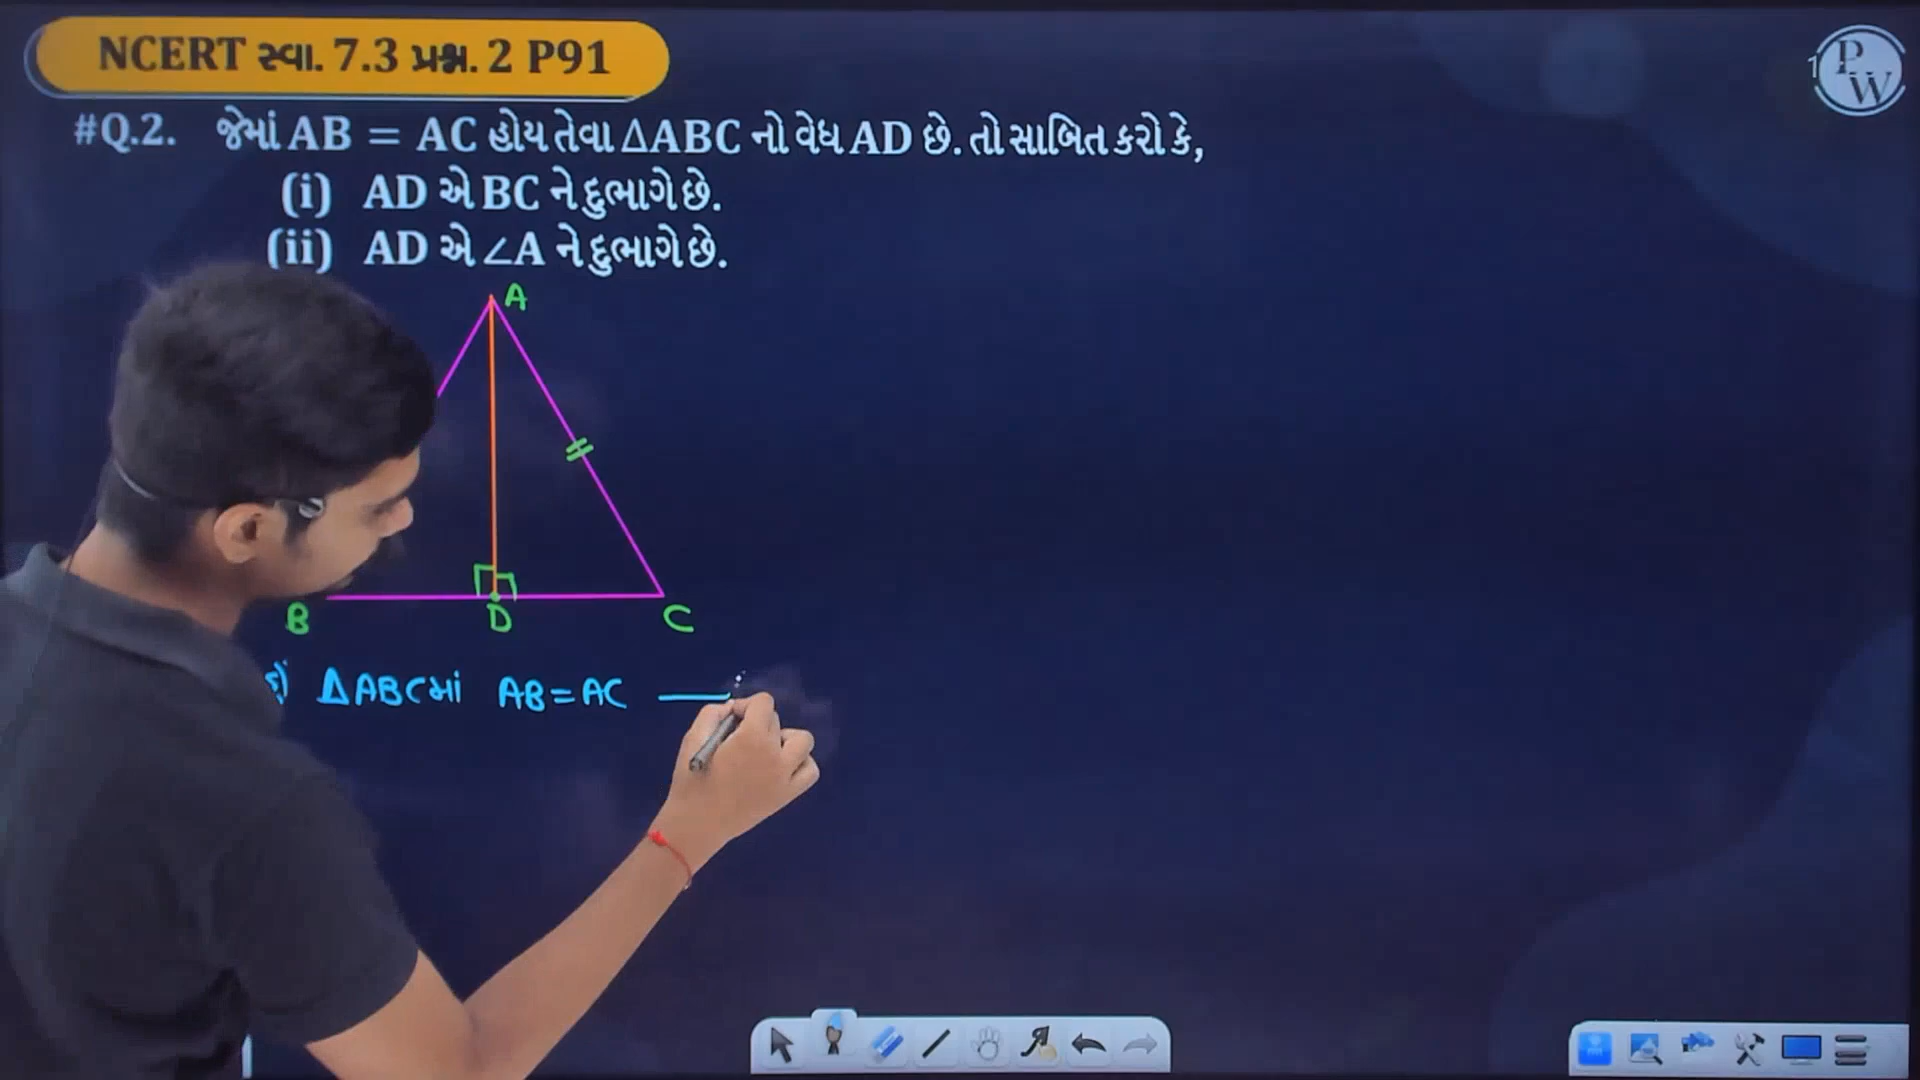 NCERT સ્વા. 7.3 પ્રશ્ન. 2 P91
PW
1
#Q.2. જેમાં AB = AC હોય તેવા ΔABC નો વેધ AD છે. તો સાબિત કરો કે,
(i) AD એ BC ને દુભાગે છે.
(ii) AD એ ∠A ને દુભાગે છે.
A
B D C
ΔABCમાં AB=AC